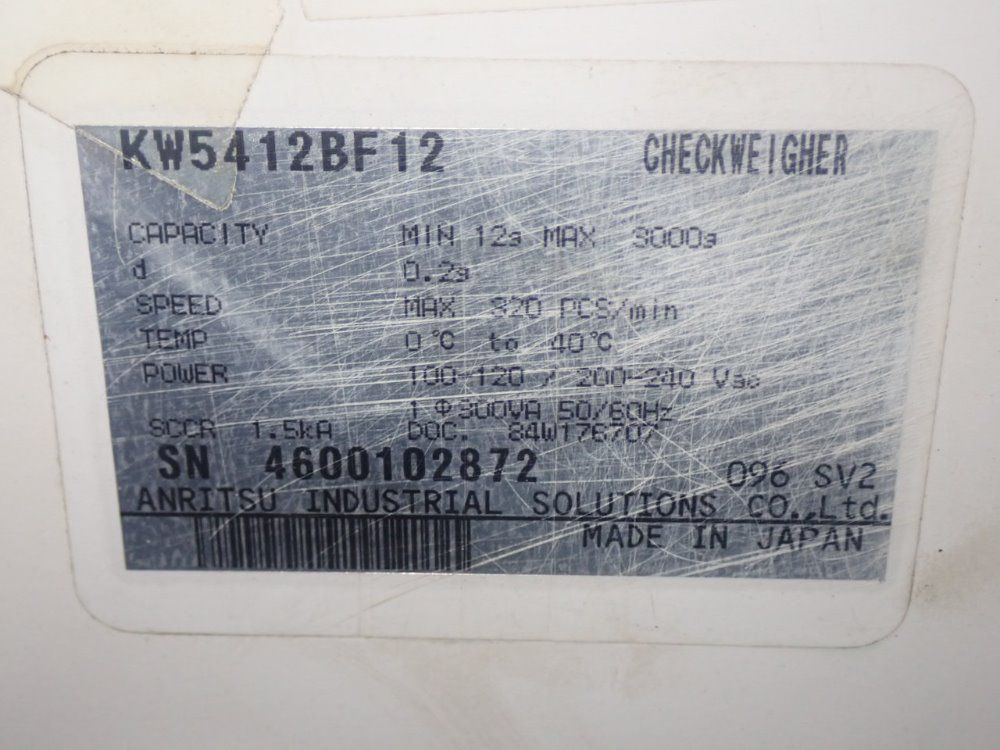 KW5412BF12 CHECKWEIGHER
CAPACITY MIN 12g MAX 3000g
d 0.2g
SPEED MAX 320 PCS/min
TEMP 0℃ to 40℃
POWER 100-120 / 200-240 Vac
1Φ300VA 50/60Hz
SCCR 1.5kA DOC. 84W176707
SN 4600102872 096 SV2
ANRITSU INDUSTRIAL SOLUTIONS CO.,Ltd.
MADE IN JAPAN